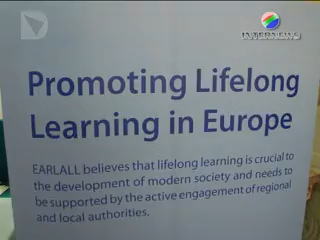 INTERNEWS
Promoting Lifelong
Learning in Europe
EARLALL believes that lifelong learning is crucial to
the development of modern society and needs to
be supported by the active engagement of regional
and local authorities.